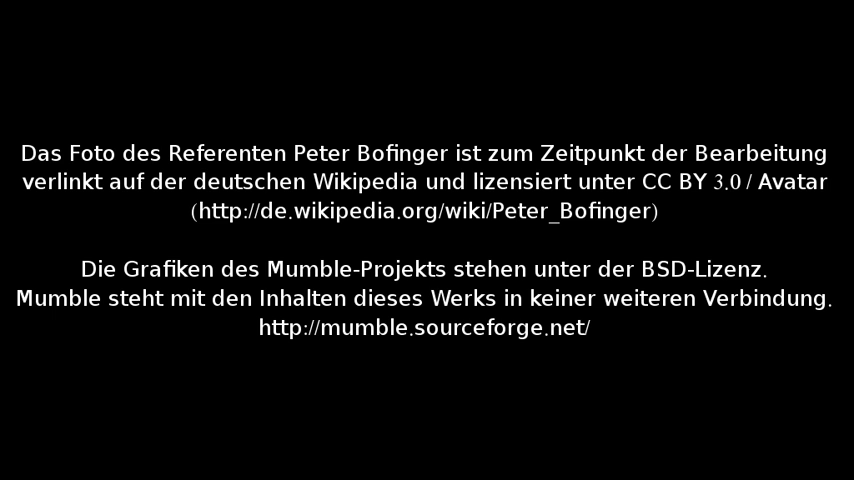 Das Foto des Referenten Peter Bofinger ist zum Zeitpunkt der Bearbeitung
verlinkt auf der deutschen Wikipedia und lizensiert unter CC BY 3.0 / Avatar
(http://de.wikipedia.org/wiki/Peter_Bofinger)
Die Grafiken des Mumble-Projekts stehen unter der BSD-Lizenz.
Mumble steht mit den Inhalten dieses Werks in keiner weiteren Verbindung.
http://mumble.sourceforge.net/